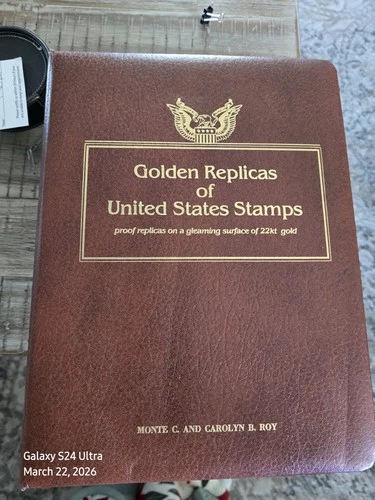 Golden Replicas
of
United States Stamps
proof replicas on a gleaming surface of 22kt gold
MONTE C. AND CAROLYN B. ROY
Galaxy S24 Ultra
March 22, 2026